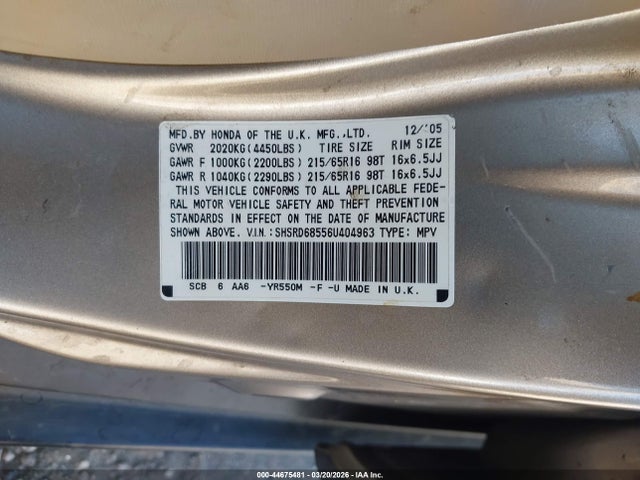 MFD.BY HONDA OF THE U.K. MFG.,LTD. 12/'05
GVWR 2020KG(4450LBS) TIRE SIZE RIM SIZE
GAWR F 1000KG(2200LBS) 215/65R16 98T 16x6.5JJ
GAWR R 1040KG(2290LBS) 215/65R16 98T 16x6.5JJ
THIS VEHICLE CONFORMS TO ALL APPLICABLE FEDE-
RAL MOTOR VEHICLE SAFETY AND THEFT PREVENTION
STANDARDS IN EFFECT ON THE DATE OF MANUFACTURE
SHOWN ABOVE. V.I.N.:SHSRD68556U404963 TYPE: MPV
SCB 6 AA6 -YR550M -F -U MADE IN U.K.
000-44675481 - 03/20/2026 - IAA Inc.